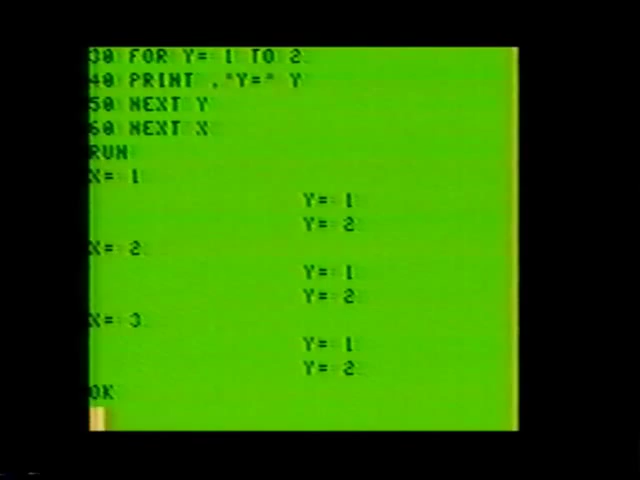 30 FOR Y= 1 TO 2
40 PRINT ,"Y=" Y
50 NEXT Y
60 NEXT X
RUN
X= 1
Y= 1
Y= 2
X= 2
Y= 1
Y= 2
X= 3
Y= 1
Y= 2
OK